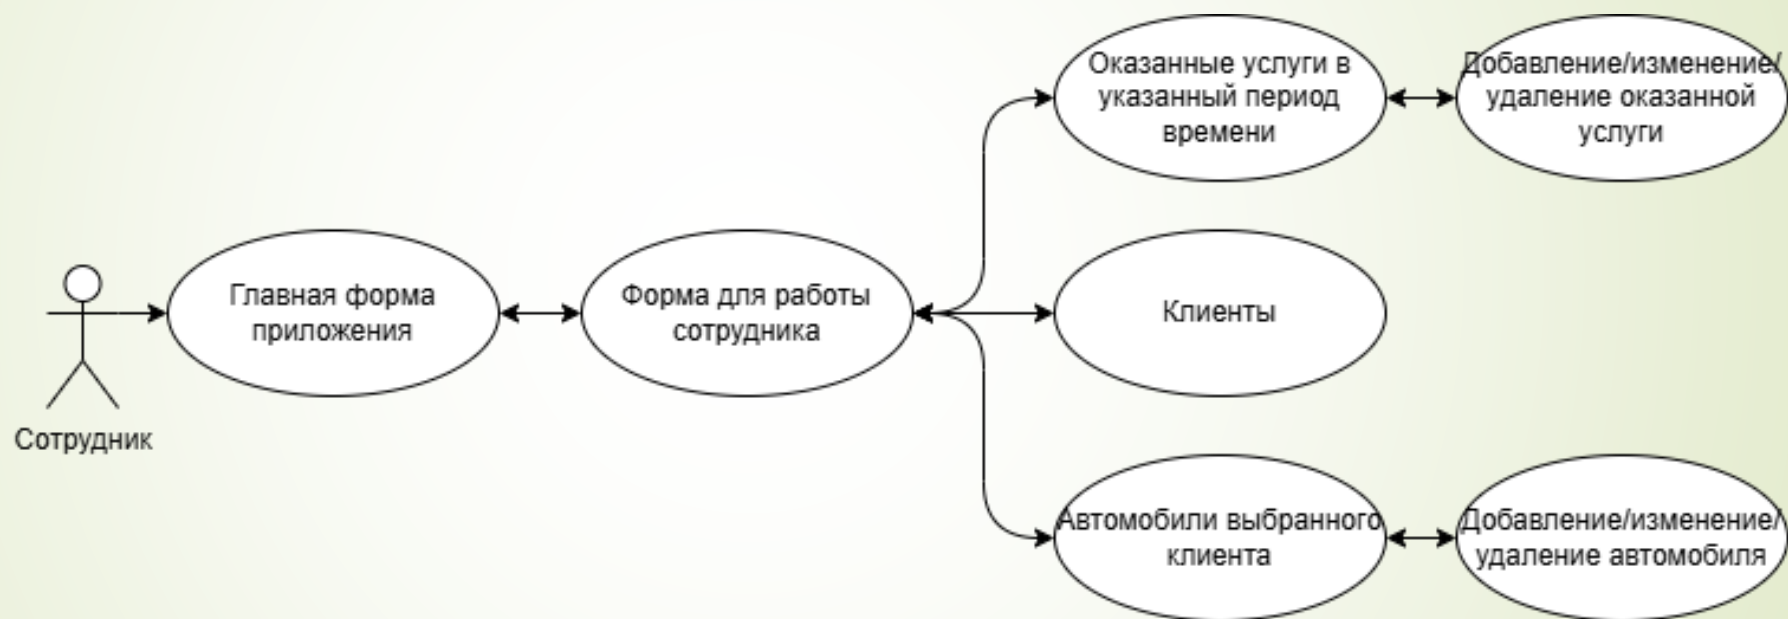 Сотрудник
Главная форма
приложения
Форма для работы
сотрудника
Оказанные услуги в
указанный период
времени
Добавление/изменение/
удаление оказанной
услуги
Клиенты
Автомобили выбранного
клиента
Добавление/изменение/
удаление автомобиля